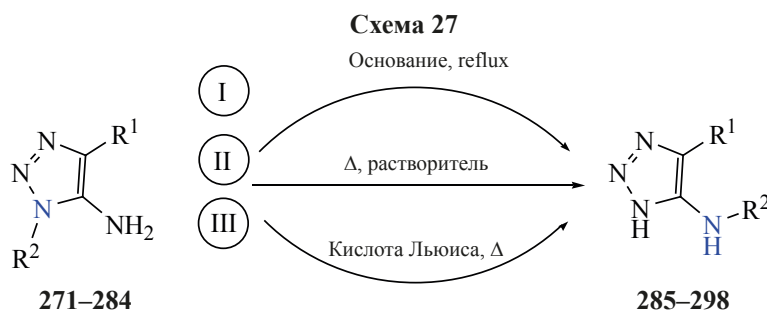 Схема 27
Основание, reflux
I
II
III
Δ, растворитель
Кислота Льюиса, Δ
N
N
N
R1
NH2
R2
271–284
N
N
N
H
R1
N
H
R2
285–298